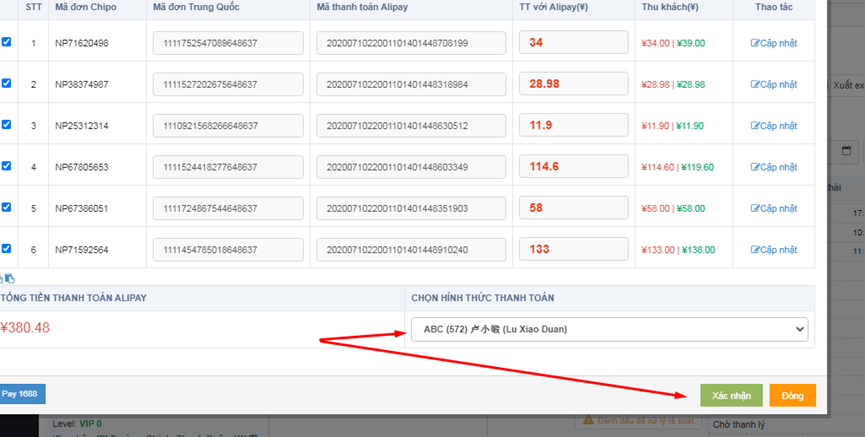 STT Mã đơn Chipo Mã đơn Trung Quốc Mã thanh toán Alipay TT với Alipay(¥) Thu khách(¥) Thao tác
1 NP71620498 1111752547089648637 2020071022001101401448708199 34 ¥34.00 | ¥39.00 Cập nhật
2 NP38374987 1111527202675648637 2020071022001101401448318984 28.98 ¥28.98 | ¥28.98 Cập nhật
3 NP25312314 1110921568266648637 2020071022001101401448630512 11.9 ¥11.90 | ¥11.90 Cập nhật
4 NP67805653 1111524418277648637 2020071022001101401448603349 114.6 ¥114.60 | ¥119.60 Cập nhật
5 NP67386051 1111724867544648637 2020071022001101401448351903 58 ¥58.00 | ¥58.00 Cập nhật
6 NP71592564 1111454785018648637 2020071022001101401448910240 133 ¥133.00 | ¥138.00 Cập nhật
Xuất ex
hái
17:
10:
11:
TỔNG TIỀN THANH TOÁN ALIPAY CHỌN HÌNH THỨC THANH TOÁN
¥380.48 ABC (572) 卢小锻 (Lu Xiao Duan)
Pay 1688 Xác nhận Đóng
Level: VIP 0 Đánh dấu đã xử lý rà soát Chờ thanh lý